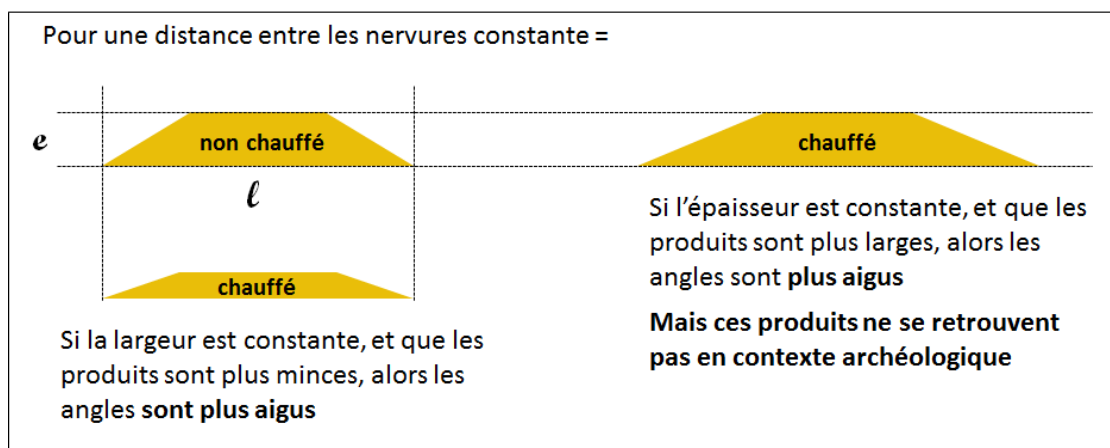 Pour une distance entre les nervures constante =
e
non chauffé
chauffé
ℓ
chauffé
Si l'épaisseur est constante, et que les
produits sont plus larges, alors les
angles sont plus aigus
Mais ces produits ne se retrouvent
pas en contexte archéologique
Si la largeur est constante, et que les
produits sont plus minces, alors les
angles sont plus aigus